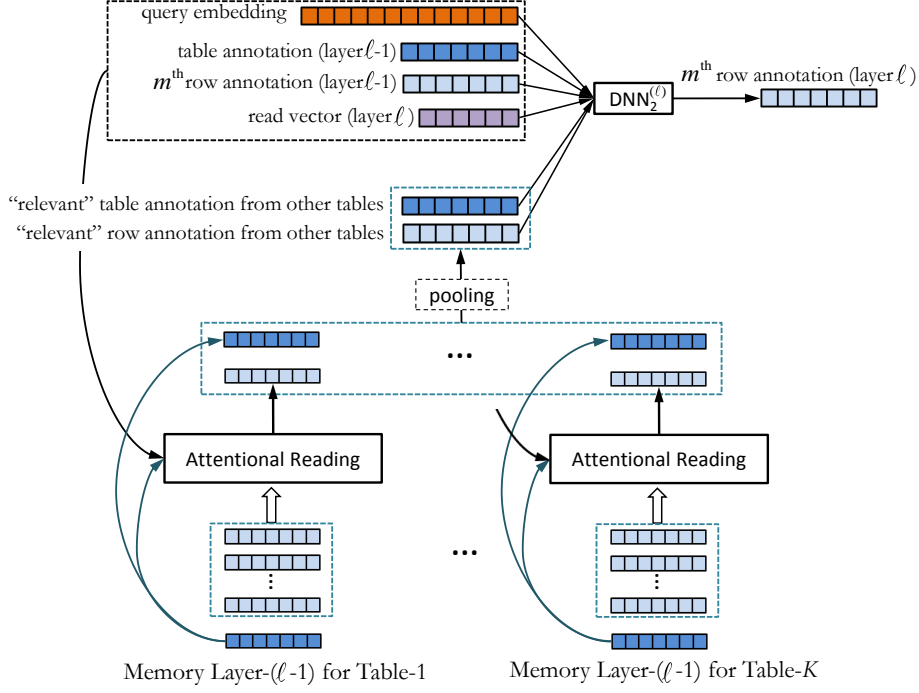 query embedding
table annotation (layer ℓ-1)
mᵗʰ row annotation (layer ℓ-1)
read vector (layer ℓ)
DNN₂⁽ℓ⁾
mᵗʰ row annotation (layer ℓ)
“relevant” table annotation from other tables
“relevant” row annotation from other tables
pooling
...
Attentional Reading
Attentional Reading
...
...
...
Memory Layer-(ℓ-1) for Table-1
Memory Layer-(ℓ-1) for Table-K